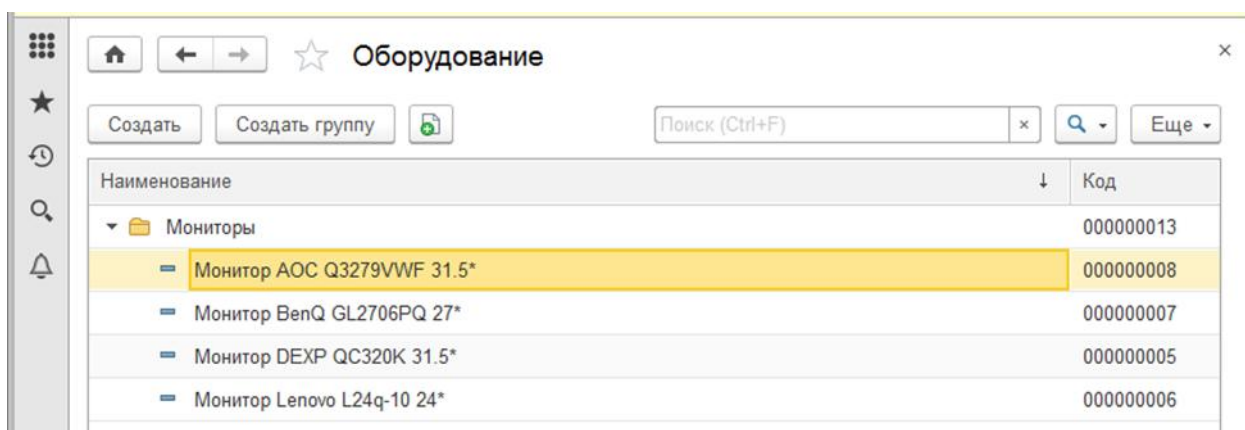 Оборудование
Создать Создать группу Поиск (Ctrl+F) Еще
Наименование Код
Мониторы 000000013
Монитор AOC Q3279VWF 31.5* 000000008
Монитор BenQ GL2706PQ 27* 000000007
Монитор DEXP QC320K 31.5* 000000005
Монитор Lenovo L24q-10 24* 000000006